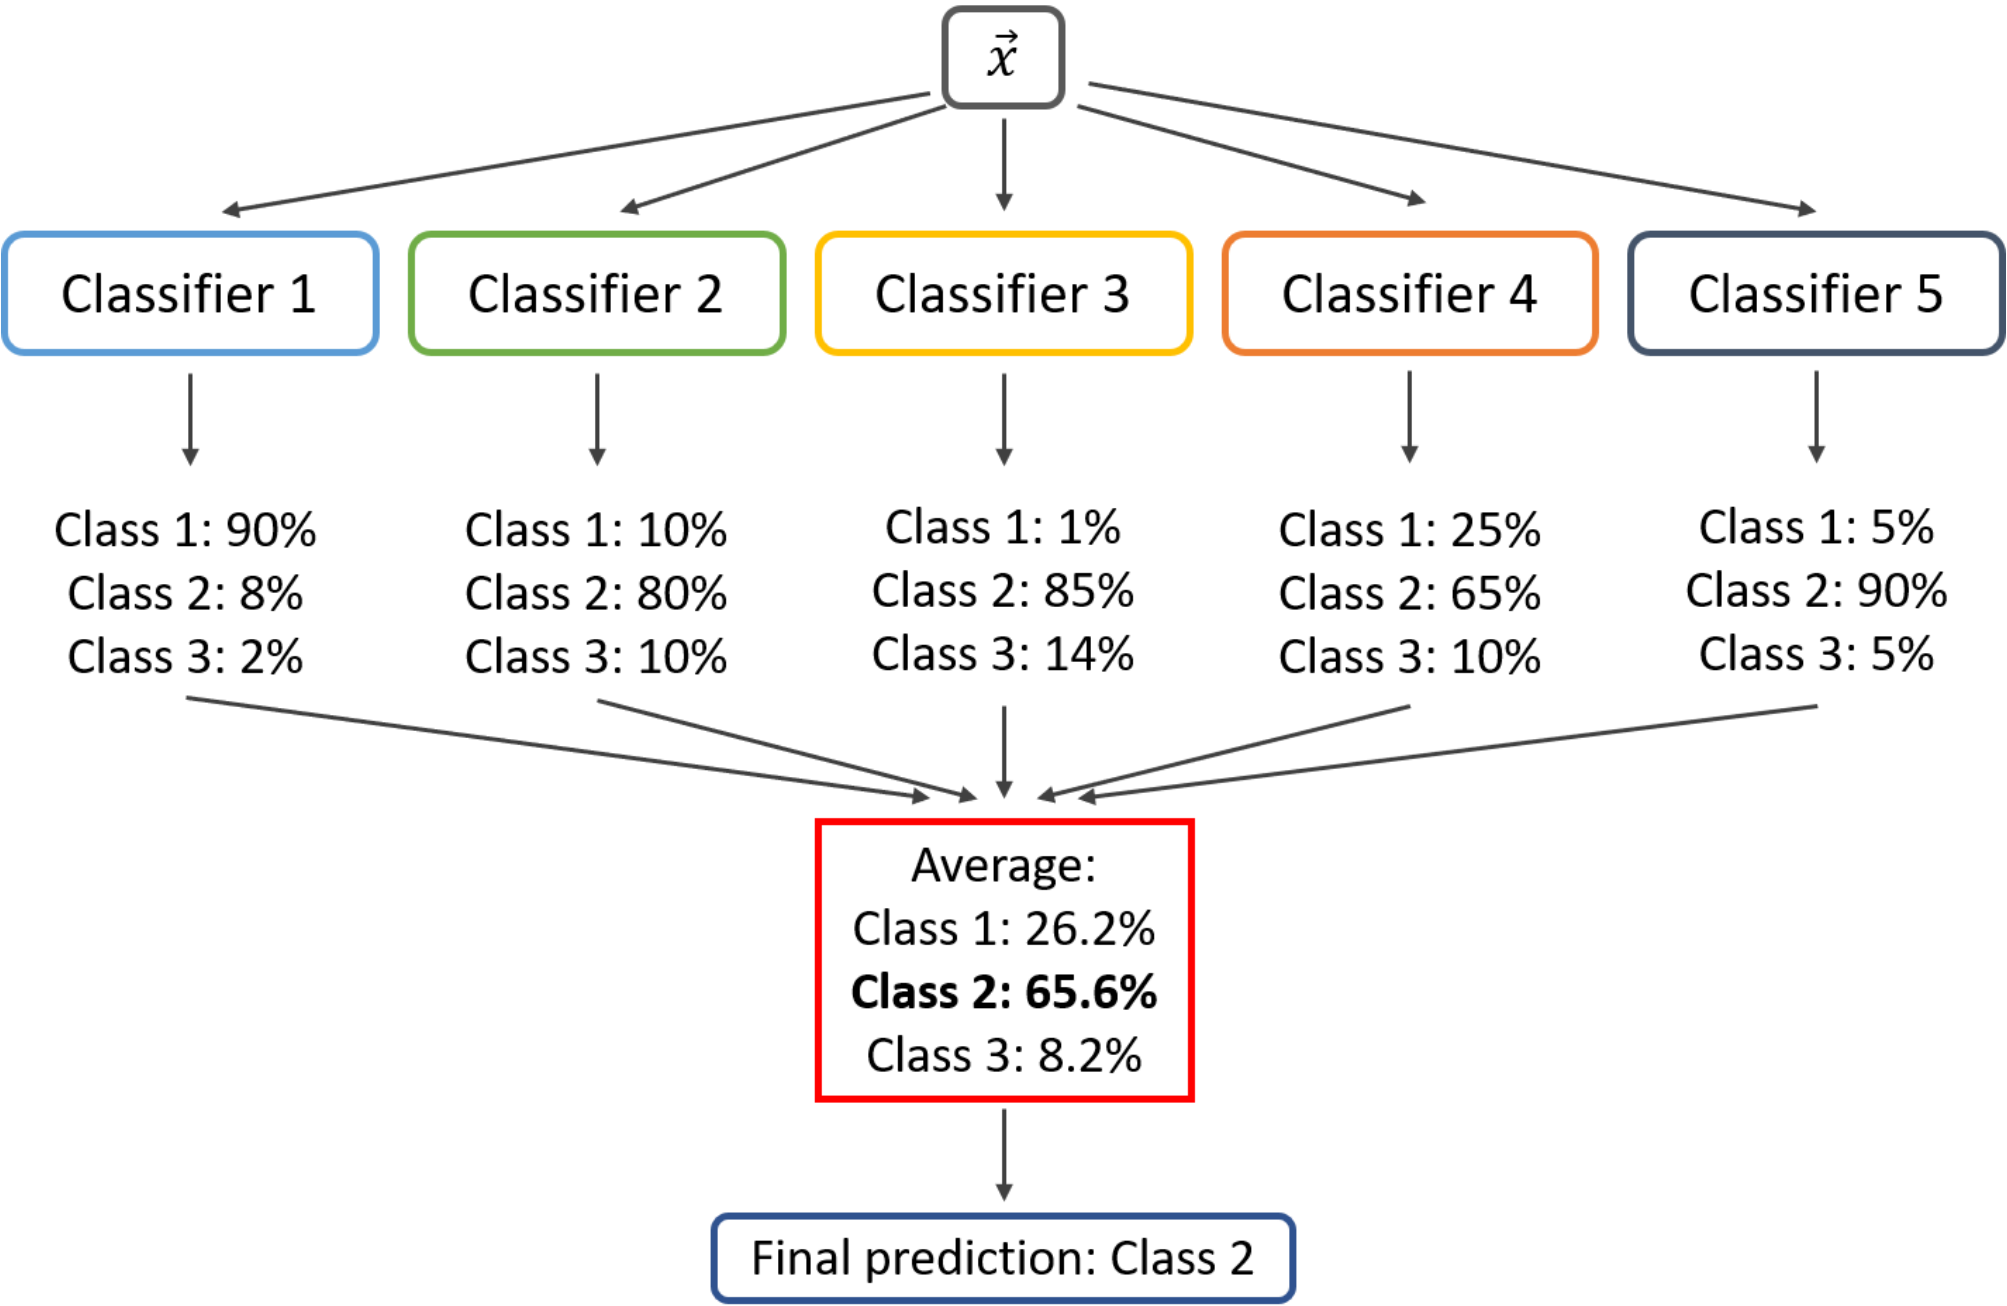 x⃗
Classifier 1
Classifier 2
Classifier 3
Classifier 4
Classifier 5
Class 1: 90%
Class 2: 8%
Class 3: 2%
Class 1: 10%
Class 2: 80%
Class 3: 10%
Class 1: 1%
Class 2: 85%
Class 3: 14%
Class 1: 25%
Class 2: 65%
Class 3: 10%
Class 1: 5%
Class 2: 90%
Class 3: 5%
Average:
Class 1: 26.2%
Class 2: 65.6%
Class 3: 8.2%
Final prediction: Class 2